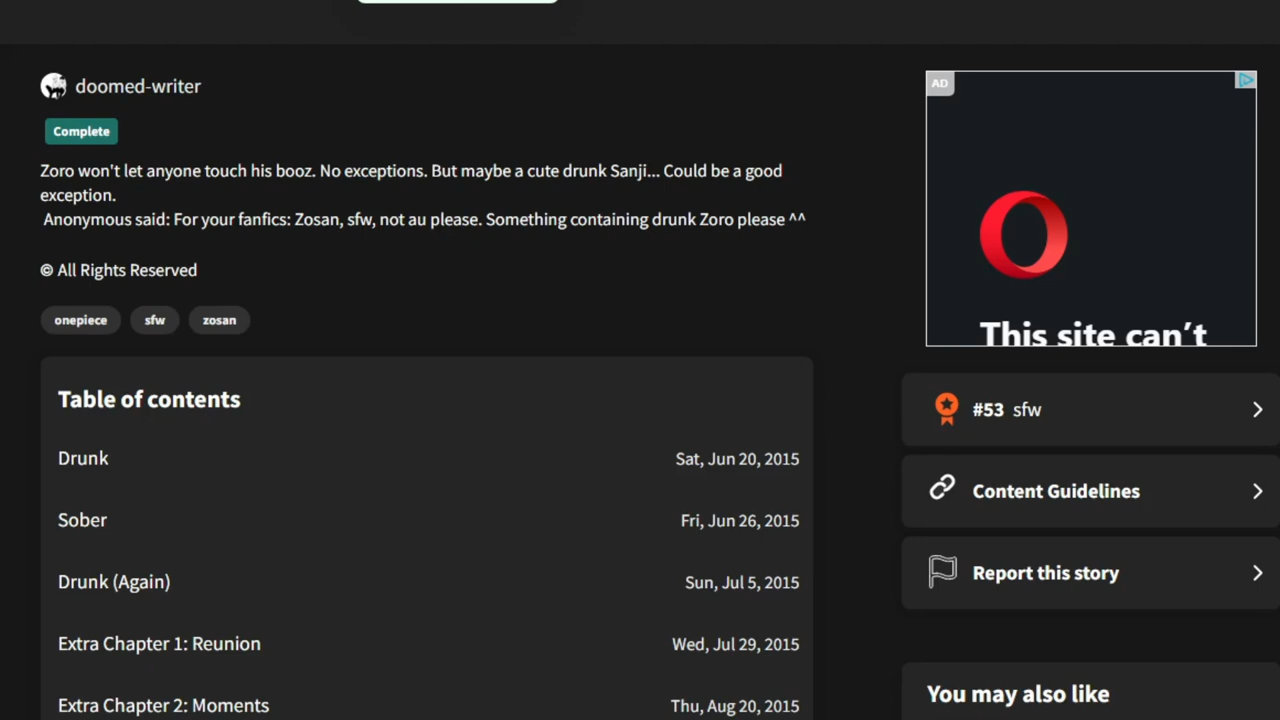 doomed-writer
Complete
Zoro won't let anyone touch his booz. No exceptions. But maybe a cute drunk Sanji... Could be a good
exception.
Anonymous said: For your fanfics: Zosan, sfw, not au please. Something containing drunk Zoro please ^^
© All Rights Reserved
onepiece sfw zosan
Table of contents
Drunk Sat, Jun 20, 2015
Sober Fri, Jun 26, 2015
Drunk (Again) Sun, Jul 5, 2015
Extra Chapter 1: Reunion Wed, Jul 29, 2015
Extra Chapter 2: Moments Thu, Aug 20, 2015
AD
This site can't
#53 sfw
Content Guidelines
Report this story
You may also like